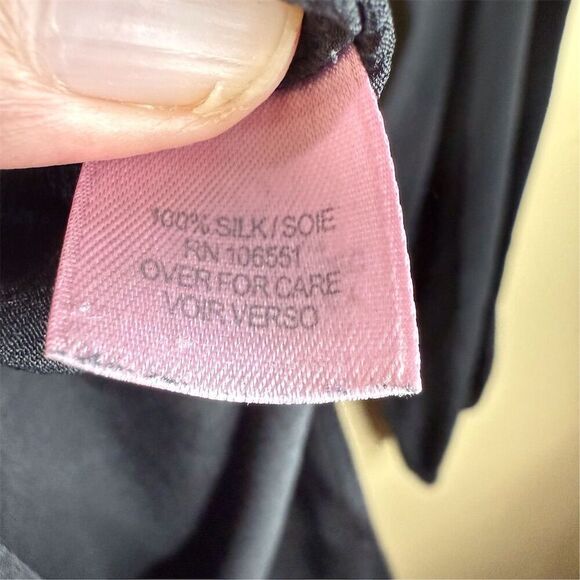 100% SILK/SOIE
RN 106551
OVER FOR CARE
VOIR VERSO